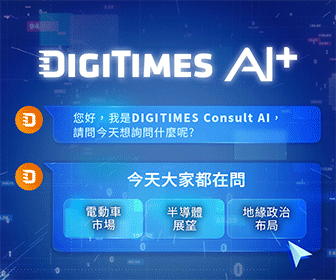 DIGITIMES AI+
您好，我是DIGITIMES Consult AI，
請問今天想詢問什麼呢?
今天大家都在問
電動車
市場
半導體
展望
地緣政治
布局